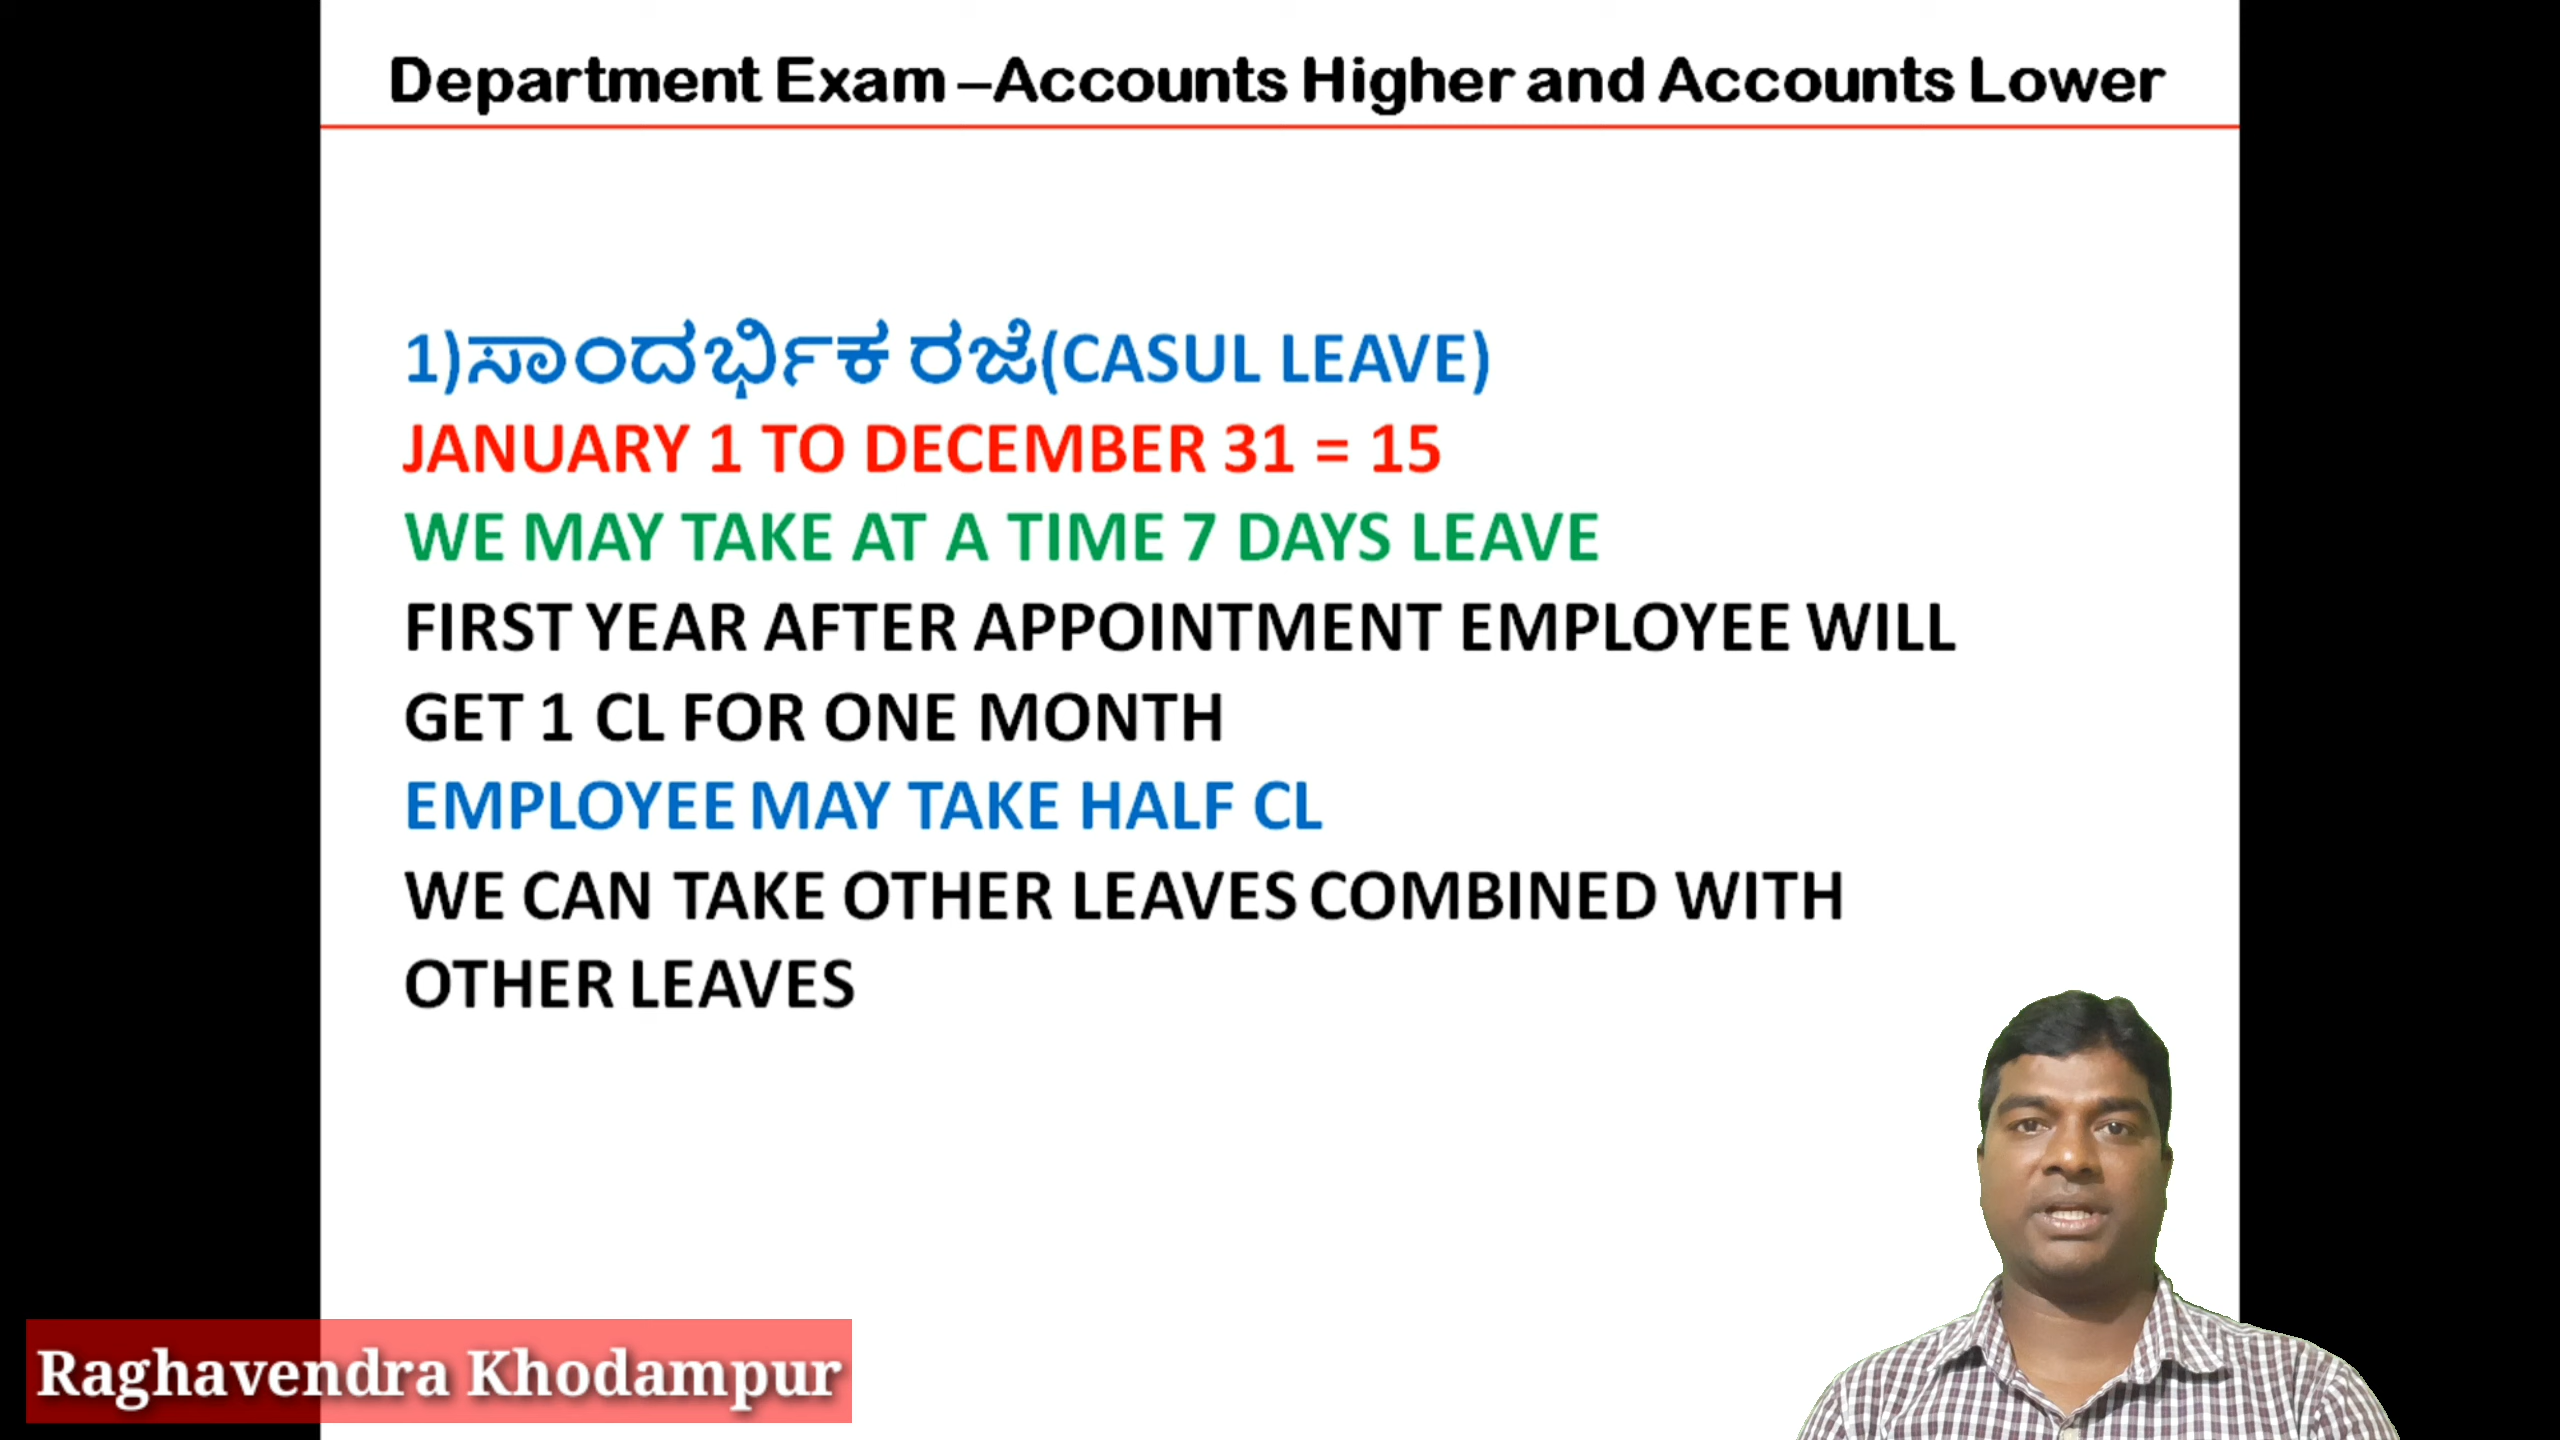 Department Exam –Accounts Higher and Accounts Lower
1)ಸಾಂದರ್ಭಿಕ ರಜೆ(CASUL LEAVE)
JANUARY 1 TO DECEMBER 31 = 15
WE MAY TAKE AT A TIME 7 DAYS LEAVE
FIRST YEAR AFTER APPOINTMENT EMPLOYEE WILL
GET 1 CL FOR ONE MONTH
EMPLOYEE MAY TAKE HALF CL
WE CAN TAKE OTHER LEAVES COMBINED WITH
OTHER LEAVES
Raghavendra Khodampur